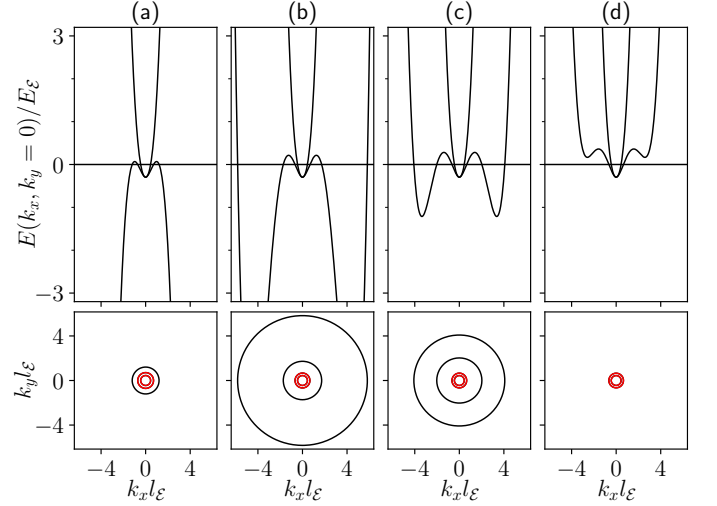 (a) (b) (c) (d)
E(k_x, k_y = 0)/E_ℰ
3
0
−3
k_y l_ℰ
4
0
−4
−4 0 4 −4 0 4 −4 0 4 −4 0 4
k_x l_ℰ k_x l_ℰ k_x l_ℰ k_x l_ℰ